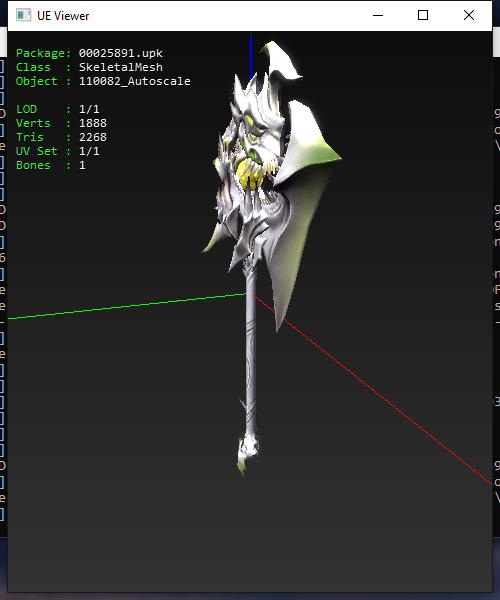 UE Viewer
Package: 00025891.upk
Class : SkeletalMesh
Object : 110082_Autoscale
LOD : 1/1
Verts : 1888
Tris : 2268
UV Set : 1/1
Bones : 1